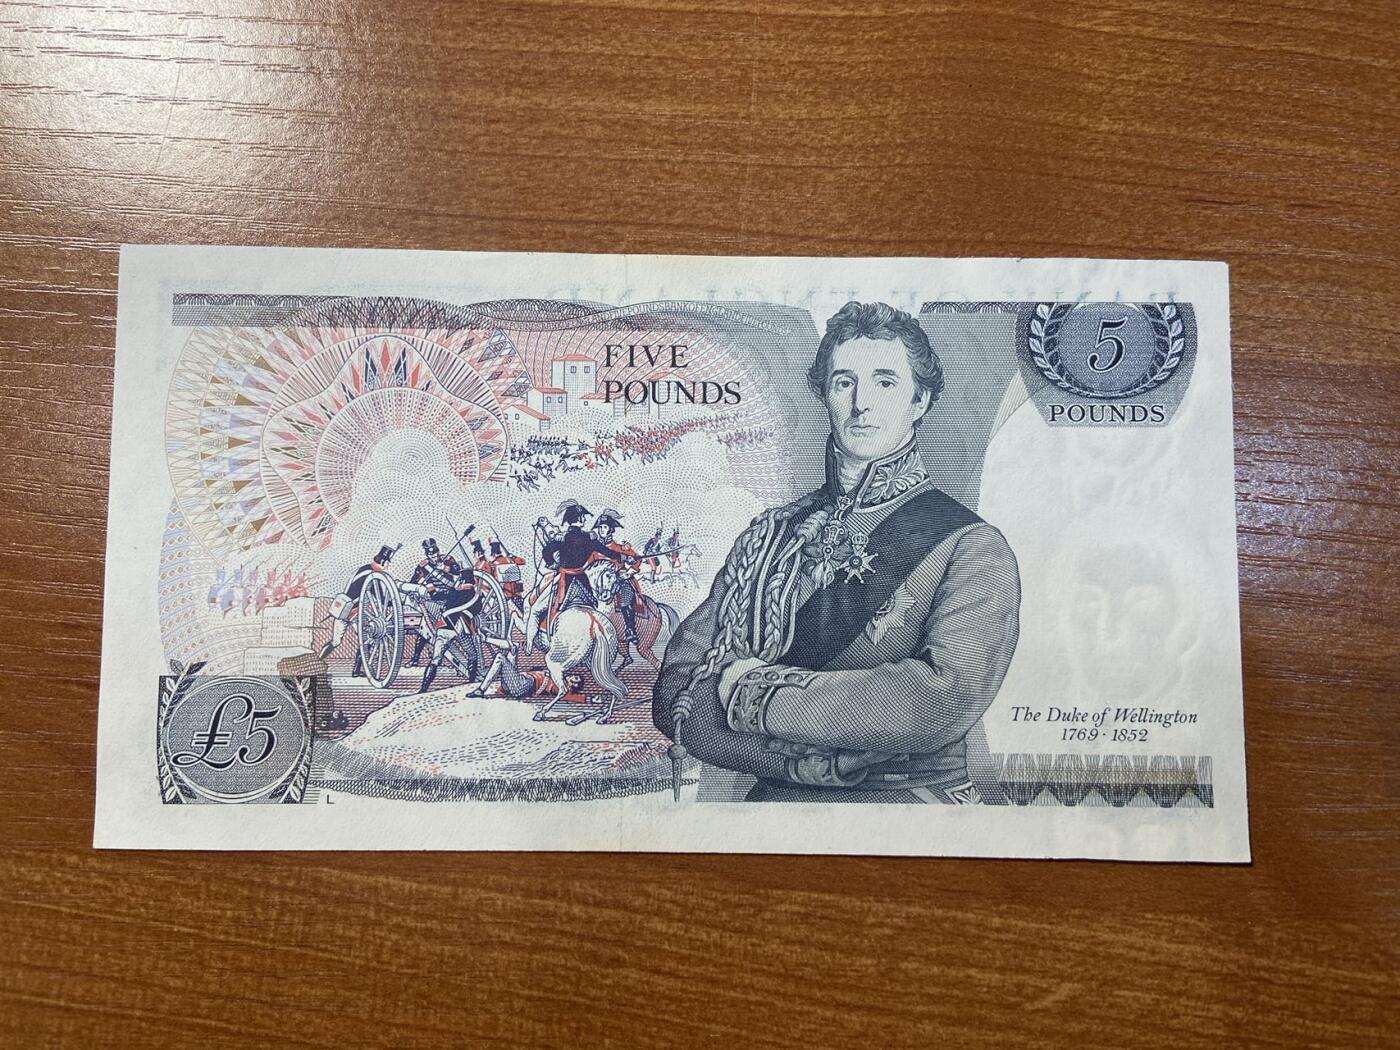 FIVE
POUNDS
5
POUNDS
The Duke of Wellington
1769 · 1852
£5
L